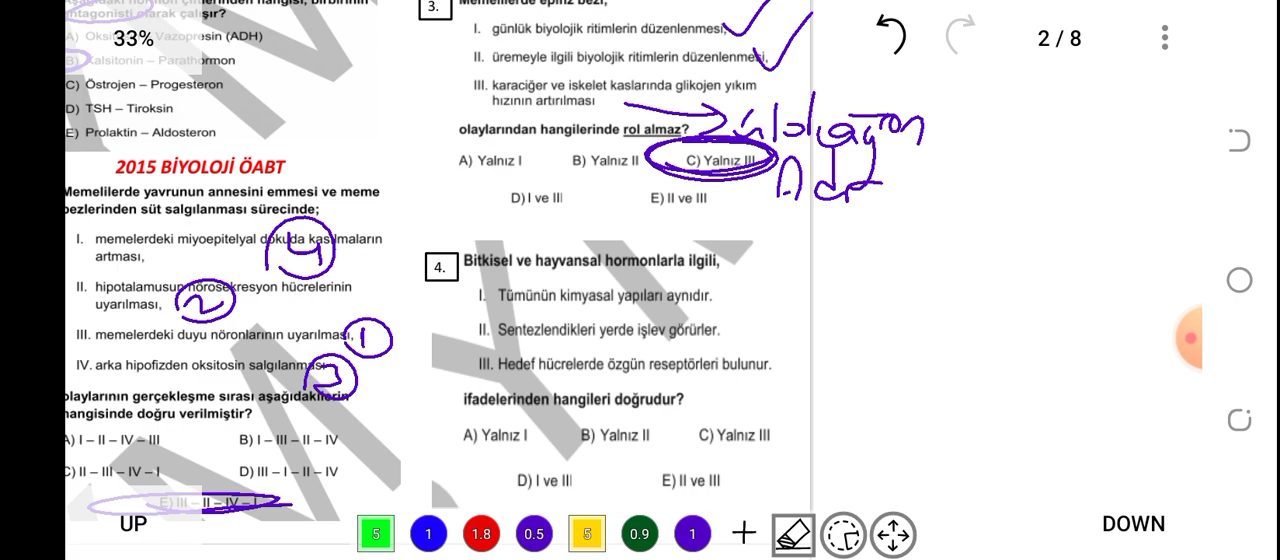 antagonisti olarak çalışır?
Vazopresin (ADH)
B) Kalsitonin – Parathormon
C) Östrojen – Progesteron
D) TSH – Tiroksin
E) Prolaktin – Aldosteron
2015 BİYOLOJİ ÖABT
Memelilerde yavrunun annesini emmesi ve meme
bezlerinden süt salgılanması sürecinde;
I. memelerdeki miyoepitelyal dokuda kasılmaların
artması,
4
II. hipotalamusun nörosekresyon hücrelerinin
uyarılması,
2
III. memelerdeki duyu nöronlarının uyarılması,
1
IV. arka hipofizden oksitosin salgılanması
3
olaylarının gerçekleşme sırası aşağıdakilerin
hangisinde doğru verilmiştir?
A) I – II – IV – III B) I – III – II – IV
C) II – III – IV – I D) III – I – II – IV
E) III – II – IV – I
3. Memelilerde epifiz bezi,
I. günlük biyolojik ritimlerin düzenlenmesi,
II. üremeyle ilgili biyolojik ritimlerin düzenlenmesi,
III. karaciğer ve iskelet kaslarında glikojen yıkım
hızının artırılması
olaylarından hangilerinde rol almaz?
A) Yalnız I B) Yalnız II C) Yalnız III
D) I ve III E) II ve III
4. Bitkisel ve hayvansal hormonlarla ilgili,
I. Tümünün kimyasal yapıları aynıdır.
II. Sentezlendikleri yerde işlev görürler.
III. Hedef hücrelerde özgün reseptörleri bulunur.
ifadelerinden hangileri doğrudur?
A) Yalnız I B) Yalnız II C) Yalnız III
D) I ve III E) II ve III
33%
2 / 8
UP
DOWN
5 1 1.8 0.5 5 0.9 1